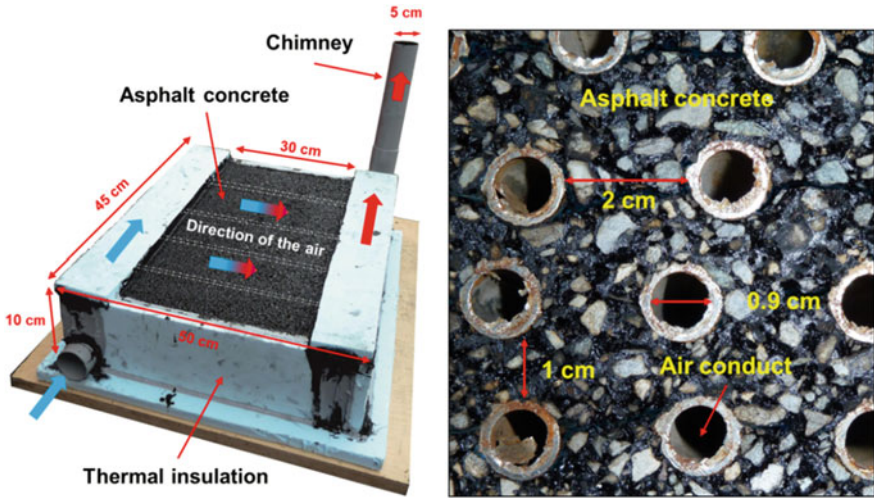 5 cm
Chimney
Asphalt concrete
30 cm
45 cm
Direction of the air
10 cm
50 cm
Thermal insulation
Asphalt concrete
2 cm
0.9 cm
1 cm
Air conduct